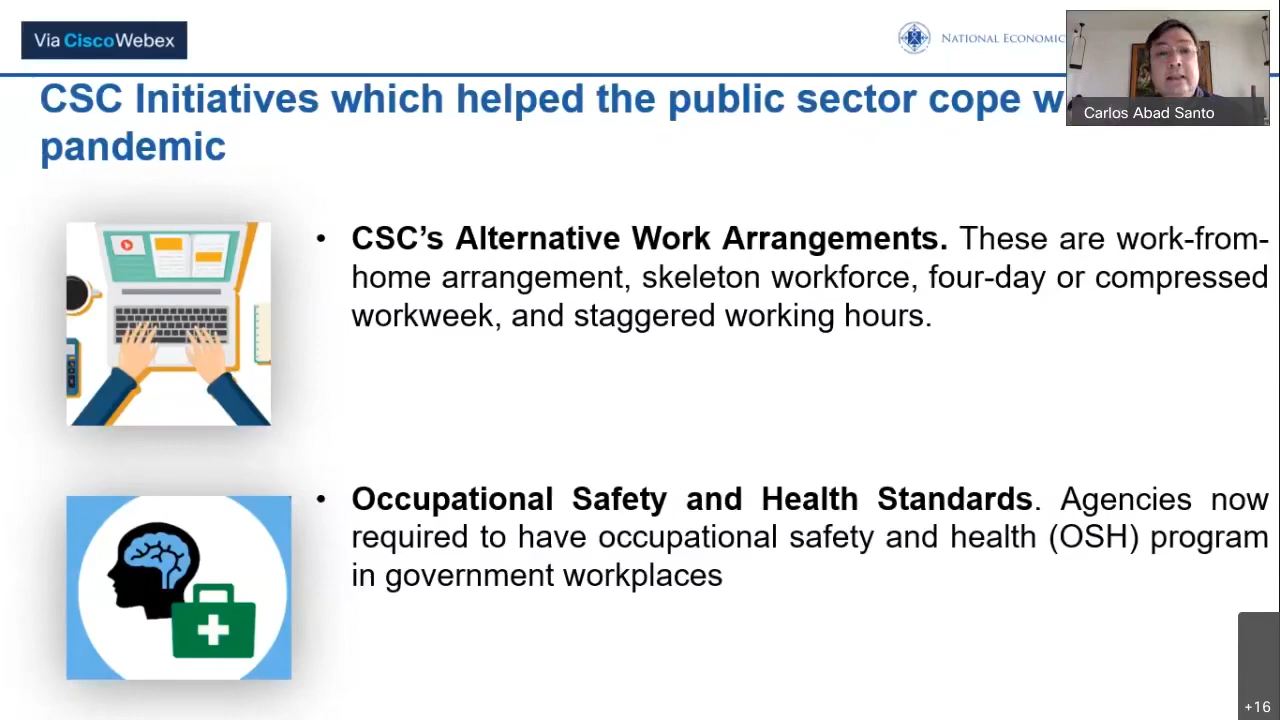 Via CiscoWebex
NATIONAL ECONOMIC
Carlos Abad Santo
CSC Initiatives which helped the public sector cope w
pandemic
• CSC’s Alternative Work Arrangements. These are work-from-
home arrangement, skeleton workforce, four-day or compressed
workweek, and staggered working hours.
• Occupational Safety and Health Standards. Agencies now
required to have occupational safety and health (OSH) program
in government workplaces
+16